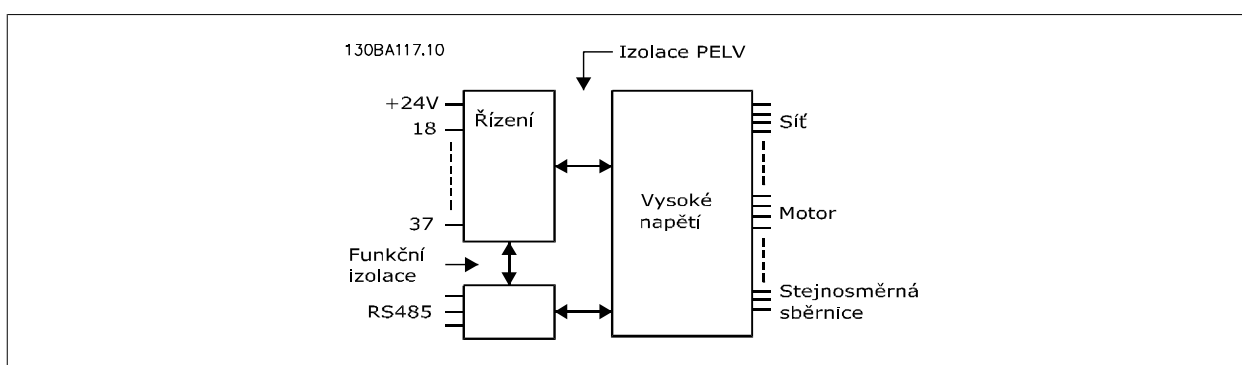 130BA117.10
Izolace PELV
+24V
Řízení
18
37
Síť
Vysoké
napětí
Motor
Funkční
izolace
RS485
Stejnosměrná
sběrnice